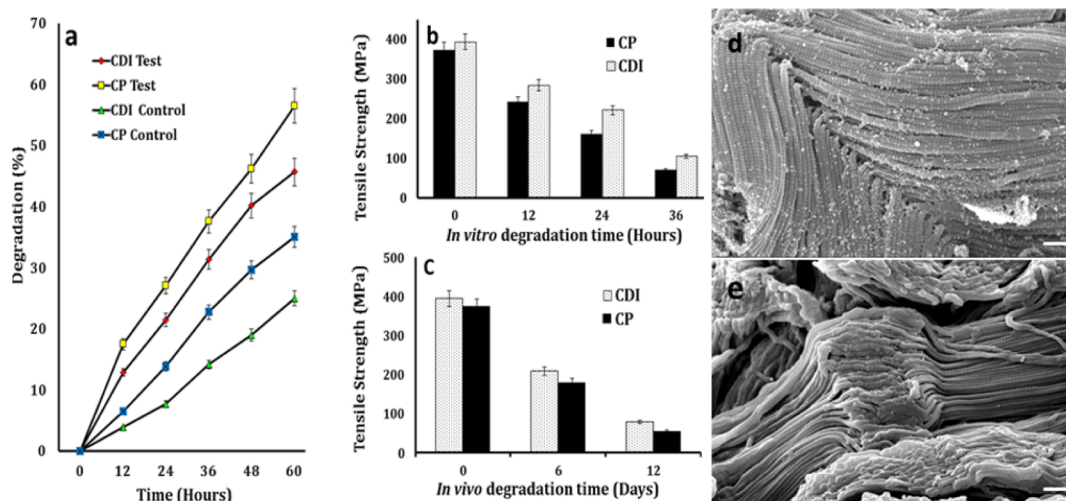 a
CDI Test
CP Test
CDI Control
CP Control
Degradation (%)
70
60
50
40
30
20
10
0
0 12 24 36 48 60
Time (Hours)
b
CP
CDI
Tensile Strength (MPa)
400
300
200
100
0
0 12 24 36
In vitro degradation time (Hours)
c
CDI
CP
Tensile Strength (MPa)
500
400
300
200
100
0
0 6 12
In vivo degradation time (Days)
d
e